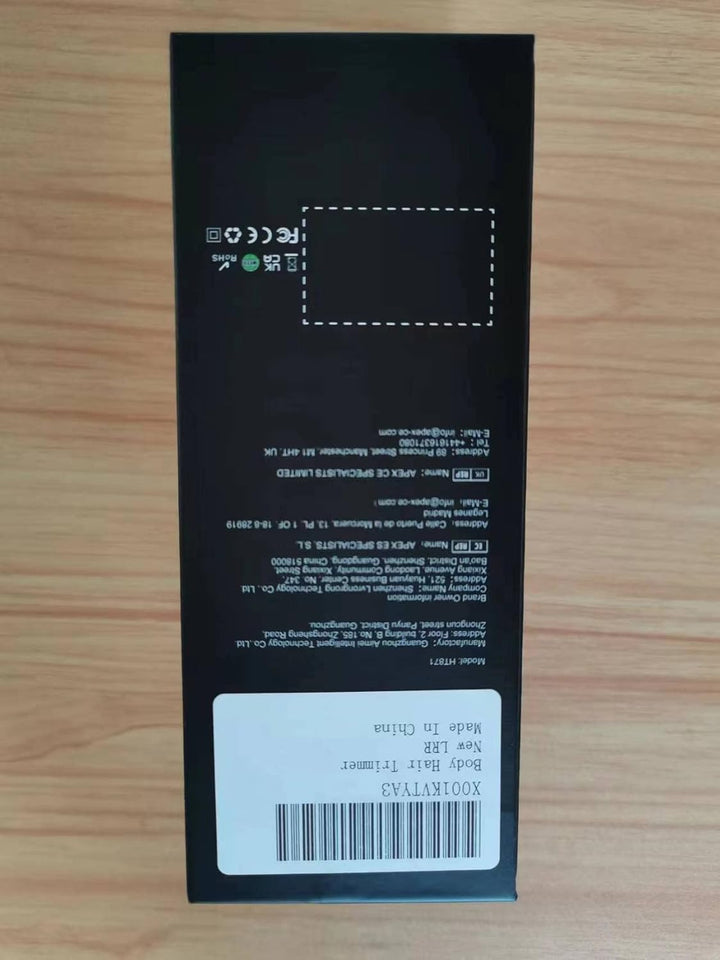 X001KVTYA3
Body Hair Trimmer
New LRR
Made In China
Model: HT871
Manufactory: Guangzhou Aimei Intelligent Technology Co.,Ltd.
Address: Floor 2, building B, No.185, Zhongsheng Road,
Zhongcun street, Panyu District, Guangzhou.
Brand Owner information
Company Name: Shenzhen Lvrongrong Technology Co., Ltd
Address: 521, Huayuan Business Center, No. 347,
Xixiang Avenue, Laodong Community, Xixiang Street,
Bao'an District, Shenzhen, Guangdong, China 518000
EC REP Name: APEX ES SPECIALISTS, S.L
Address: Calle Puerto de la Morcuera, 13, PL 1 OF 18-B 28919
Leganes Madrid
E-Mail: info@apex-ce.com
UK REP Name: APEX CE SPECIALISTS LIMITED
Address: 89 Princess Street, Manchester, M1 4HT, UK
Tel: +441616371080
E-Mail: info@apex-ce.com
UK CA RoHS
FC CE